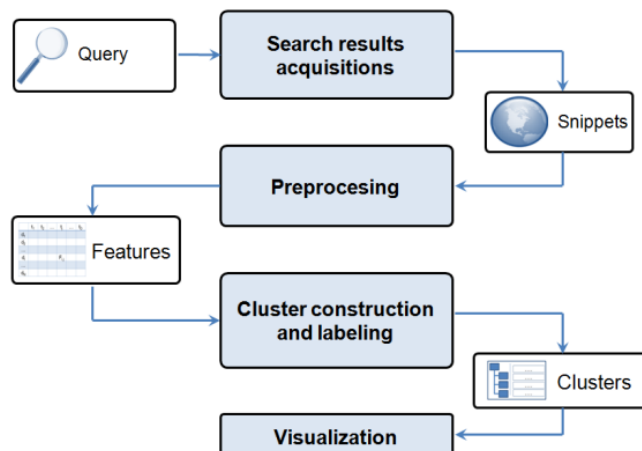 Query
Search results
acquisitions
Snippets
Preprocesing
Features
Cluster construction
and labeling
Clusters
Visualization